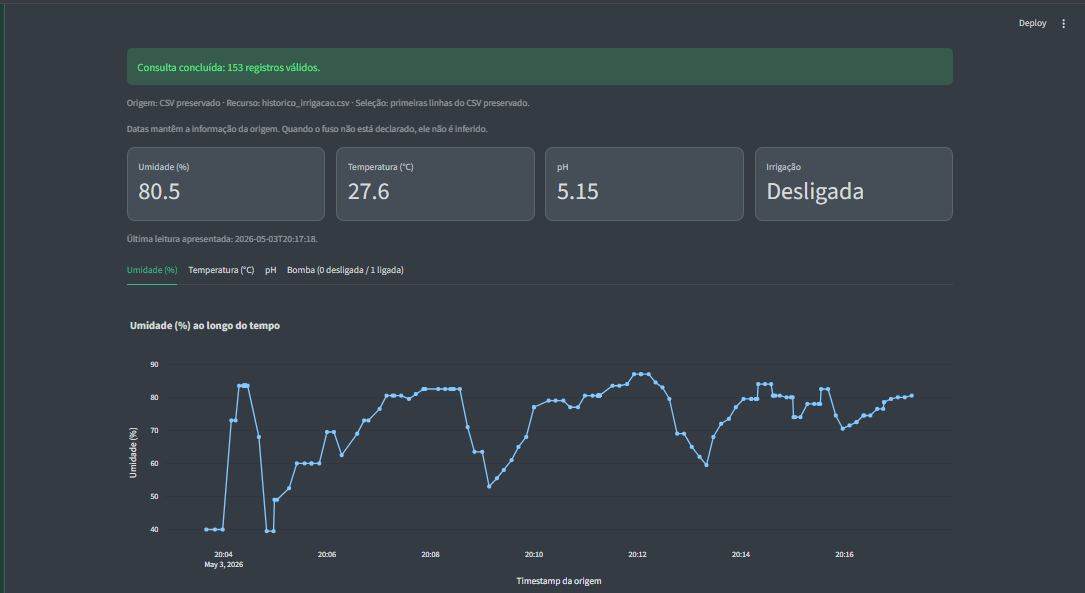 Deploy
Consulta concluída: 153 registros válidos.
Origem: CSV preservado · Recurso: historico_irrigacao.csv · Seleção: primeiras linhas do CSV preservado.
Datas mantêm a informação da origem. Quando o fuso não está declarado, ele não é inferido.
Umidade (%) Temperatura (°C) pH Irrigação
80.5 27.6 5.15 Desligada
Última leitura apresentada: 2026-05-03T20:17:18.
Umidade (%) Temperatura (°C) pH Bomba (0 desligada / 1 ligada)
Umidade (%) ao longo do tempo
90
80
70
60
50
40
Umidade (%)
20:04 20:06 20:08 20:10 20:12 20:14 20:16
May 3, 2026
Timestamp da origem